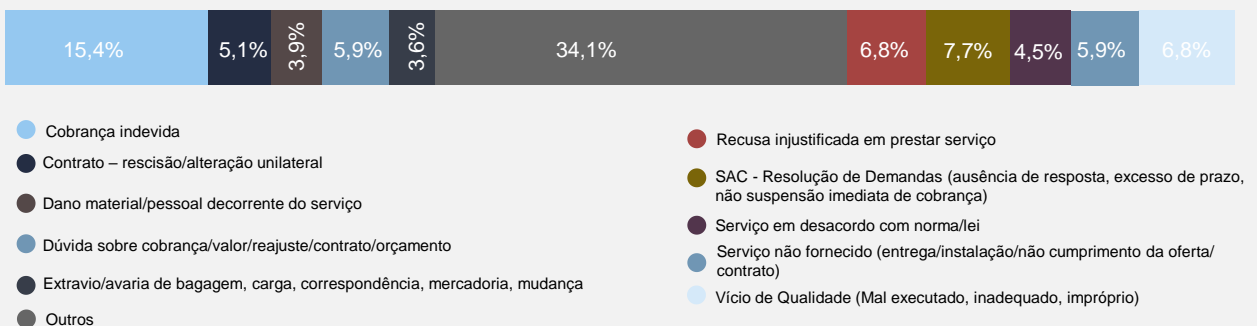 15,4%
5,1%
3,9%
5,9%
3,6%
34,1%
6,8%
7,7%
4,5%
5,9%
6,8%
Cobrança indevida
Contrato – rescisão/alteração unilateral
Dano material/pessoal decorrente do serviço
Dúvida sobre cobrança/valor/reajuste/contrato/orçamento
Extravio/avaria de bagagem, carga, correspondência, mercadoria, mudança
Outros
Recusa injustificada em prestar serviço
SAC - Resolução de Demandas (ausência de resposta, excesso de prazo,
não suspensão imediata de cobrança)
Serviço em desacordo com norma/lei
Serviço não fornecido (entrega/instalação/não cumprimento da oferta/
contrato)
Vício de Qualidade (Mal executado, inadequado, impróprio)